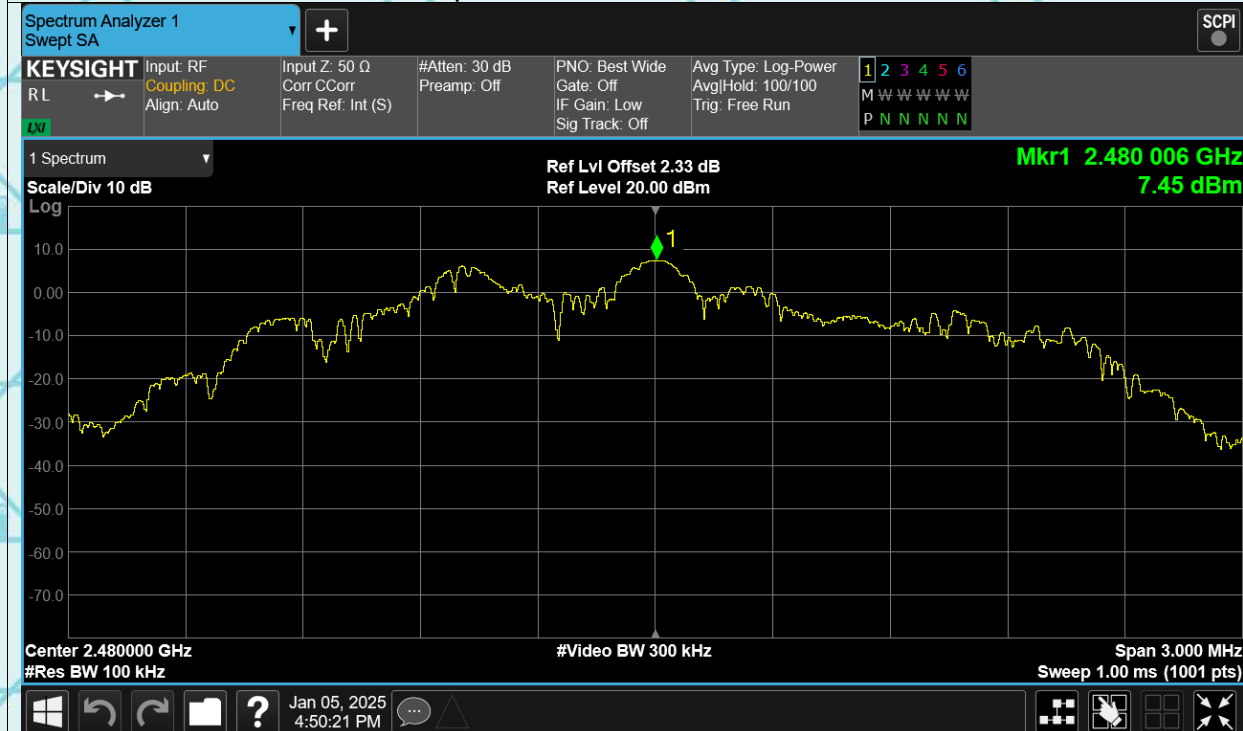 Spectrum Analyzer 1
Swept SA
▼
+
SCPI
KEYSIGHT
RL
LXI
Input: RF
Coupling: DC
Align: Auto
Input Z: 50 Ω
Corr CCorr
Freq Ref: Int (S)
#Atten: 30 dB
Preamp: Off
PNO: Best Wide
Gate: Off
IF Gain: Low
Sig Track: Off
Avg Type: Log-Power
Avg|Hold: 100/100
Trig: Free Run
1 2 3 4 5 6
M W W W W W
P N N N N N N
1 Spectrum
▼
Scale/Div 10 dB
Log
Ref Lvl Offset 2.33 dB
Ref Level 20.00 dBm
Mkr1 2.480 006 GHz
7.45 dBm
1
10.0
0.00
-10.0
-20.0
-30.0
-40.0
-50.0
-60.0
-70.0
Center 2.480000 GHz
#Res BW 100 kHz
#Video BW 300 kHz
Span 3.000 MHz
Sweep 1.00 ms (1001 pts)
?
Jan 05, 2025
4:50:21 PM